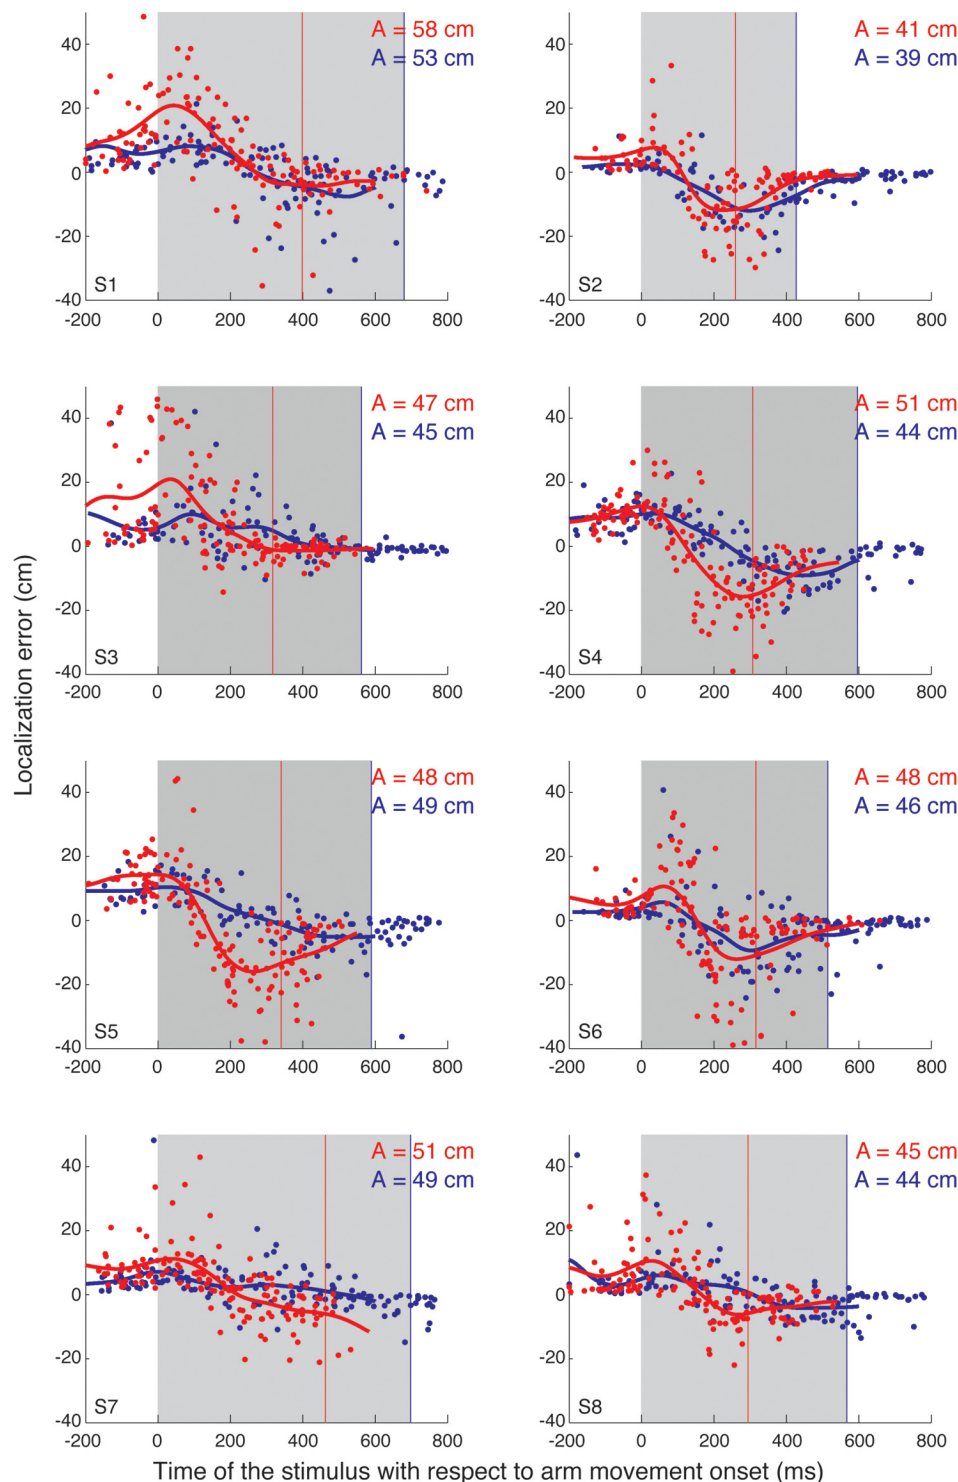 A = 58 cm
A = 53 cm
40
20
0
-20
-40
S1
-200 0 200 400 600 800
A = 41 cm
A = 39 cm
40
20
0
-20
-40
S2
-200 0 200 400 600 800
A = 47 cm
A = 45 cm
40
20
0
-20
-40
S3
-200 0 200 400 600 800
A = 51 cm
A = 44 cm
40
20
0
-20
-40
S4
-200 0 200 400 600 800
Localization error (cm)
A = 48 cm
A = 49 cm
40
20
0
-20
-40
S5
-200 0 200 400 600 800
A = 48 cm
A = 46 cm
40
20
0
-20
-40
S6
-200 0 200 400 600 800
A = 51 cm
A = 49 cm
40
20
0
-20
-40
S7
-200 0 200 400 600 800
A = 45 cm
A = 44 cm
40
20
0
-20
-40
S8
-200 0 200 400 600 800
Time of the stimulus with respect to arm movement onset (ms)